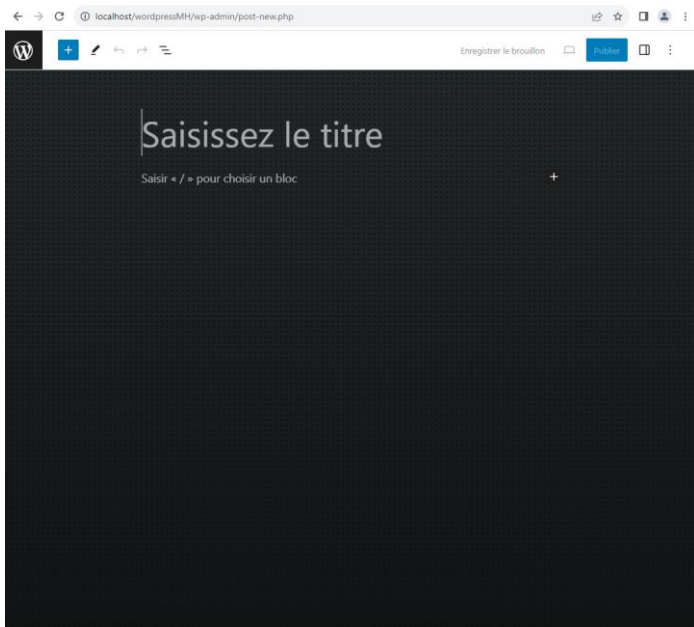 localhost/wordpressMH/wp-admin/post-new.php
Enregistrer le brouillon
Publier
Saisissez le titre
Saisir « / » pour choisir un bloc